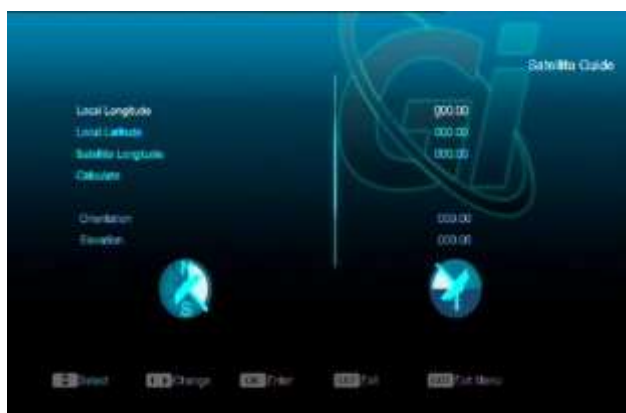 Satellite Guide
Local Longitude 000.00
Local Latitude 000.00
Satellite Longitude 000.00
Calculate
Orientation 000.00
Elevation 000.00
S
Select Change OK Enter EXIT Exit Exit Menu